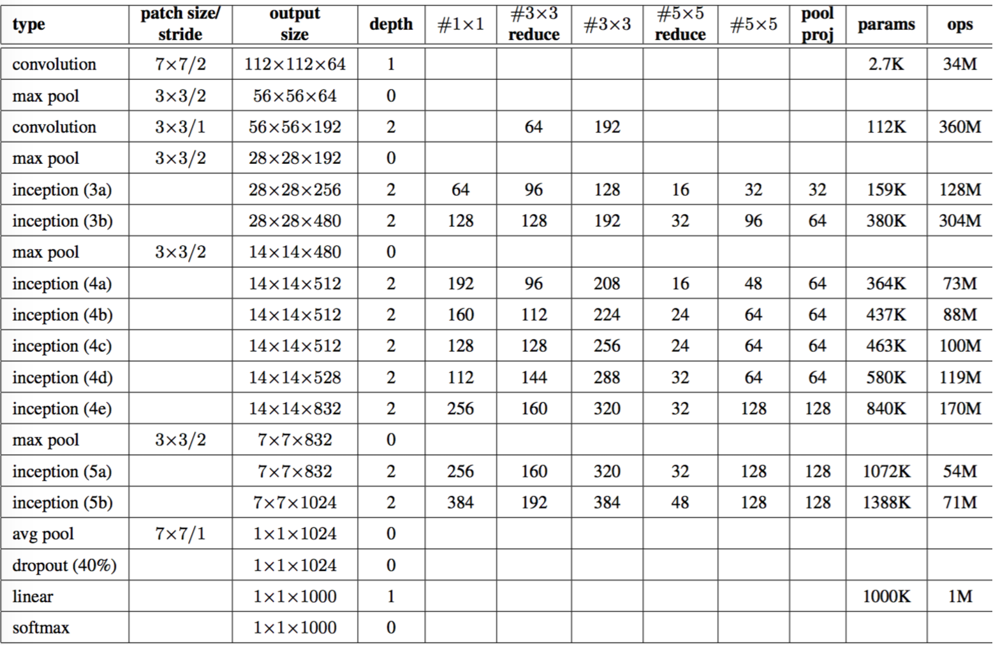 type patch size/ stride output size depth #1×1 #3×3 reduce #3×3 #5×5 reduce #5×5 pool proj params ops
convolution 7×7/2 112×112×64 1 2.7K 34M
max pool 3×3/2 56×56×64 0
convolution 3×3/1 56×56×192 2 64 192 112K 360M
max pool 3×3/2 28×28×192 0
inception (3a) 28×28×256 2 64 96 128 16 32 32 159K 128M
inception (3b) 28×28×480 2 128 128 192 32 96 64 380K 304M
max pool 3×3/2 14×14×480 0
inception (4a) 14×14×512 2 192 96 208 16 48 64 364K 73M
inception (4b) 14×14×512 2 160 112 224 24 64 64 437K 88M
inception (4c) 14×14×512 2 128 128 256 24 64 64 463K 100M
inception (4d) 14×14×528 2 112 144 288 32 64 64 580K 119M
inception (4e) 14×14×832 2 256 160 320 32 128 128 840K 170M
max pool 3×3/2 7×7×832 0
inception (5a) 7×7×832 2 256 160 320 32 128 128 1072K 54M
inception (5b) 7×7×1024 2 384 192 384 48 128 128 1388K 71M
avg pool 7×7/1 1×1×1024 0
dropout (40%) 1×1×1024 0
linear 1×1×1000 1 1000K 1M
softmax 1×1×1000 0